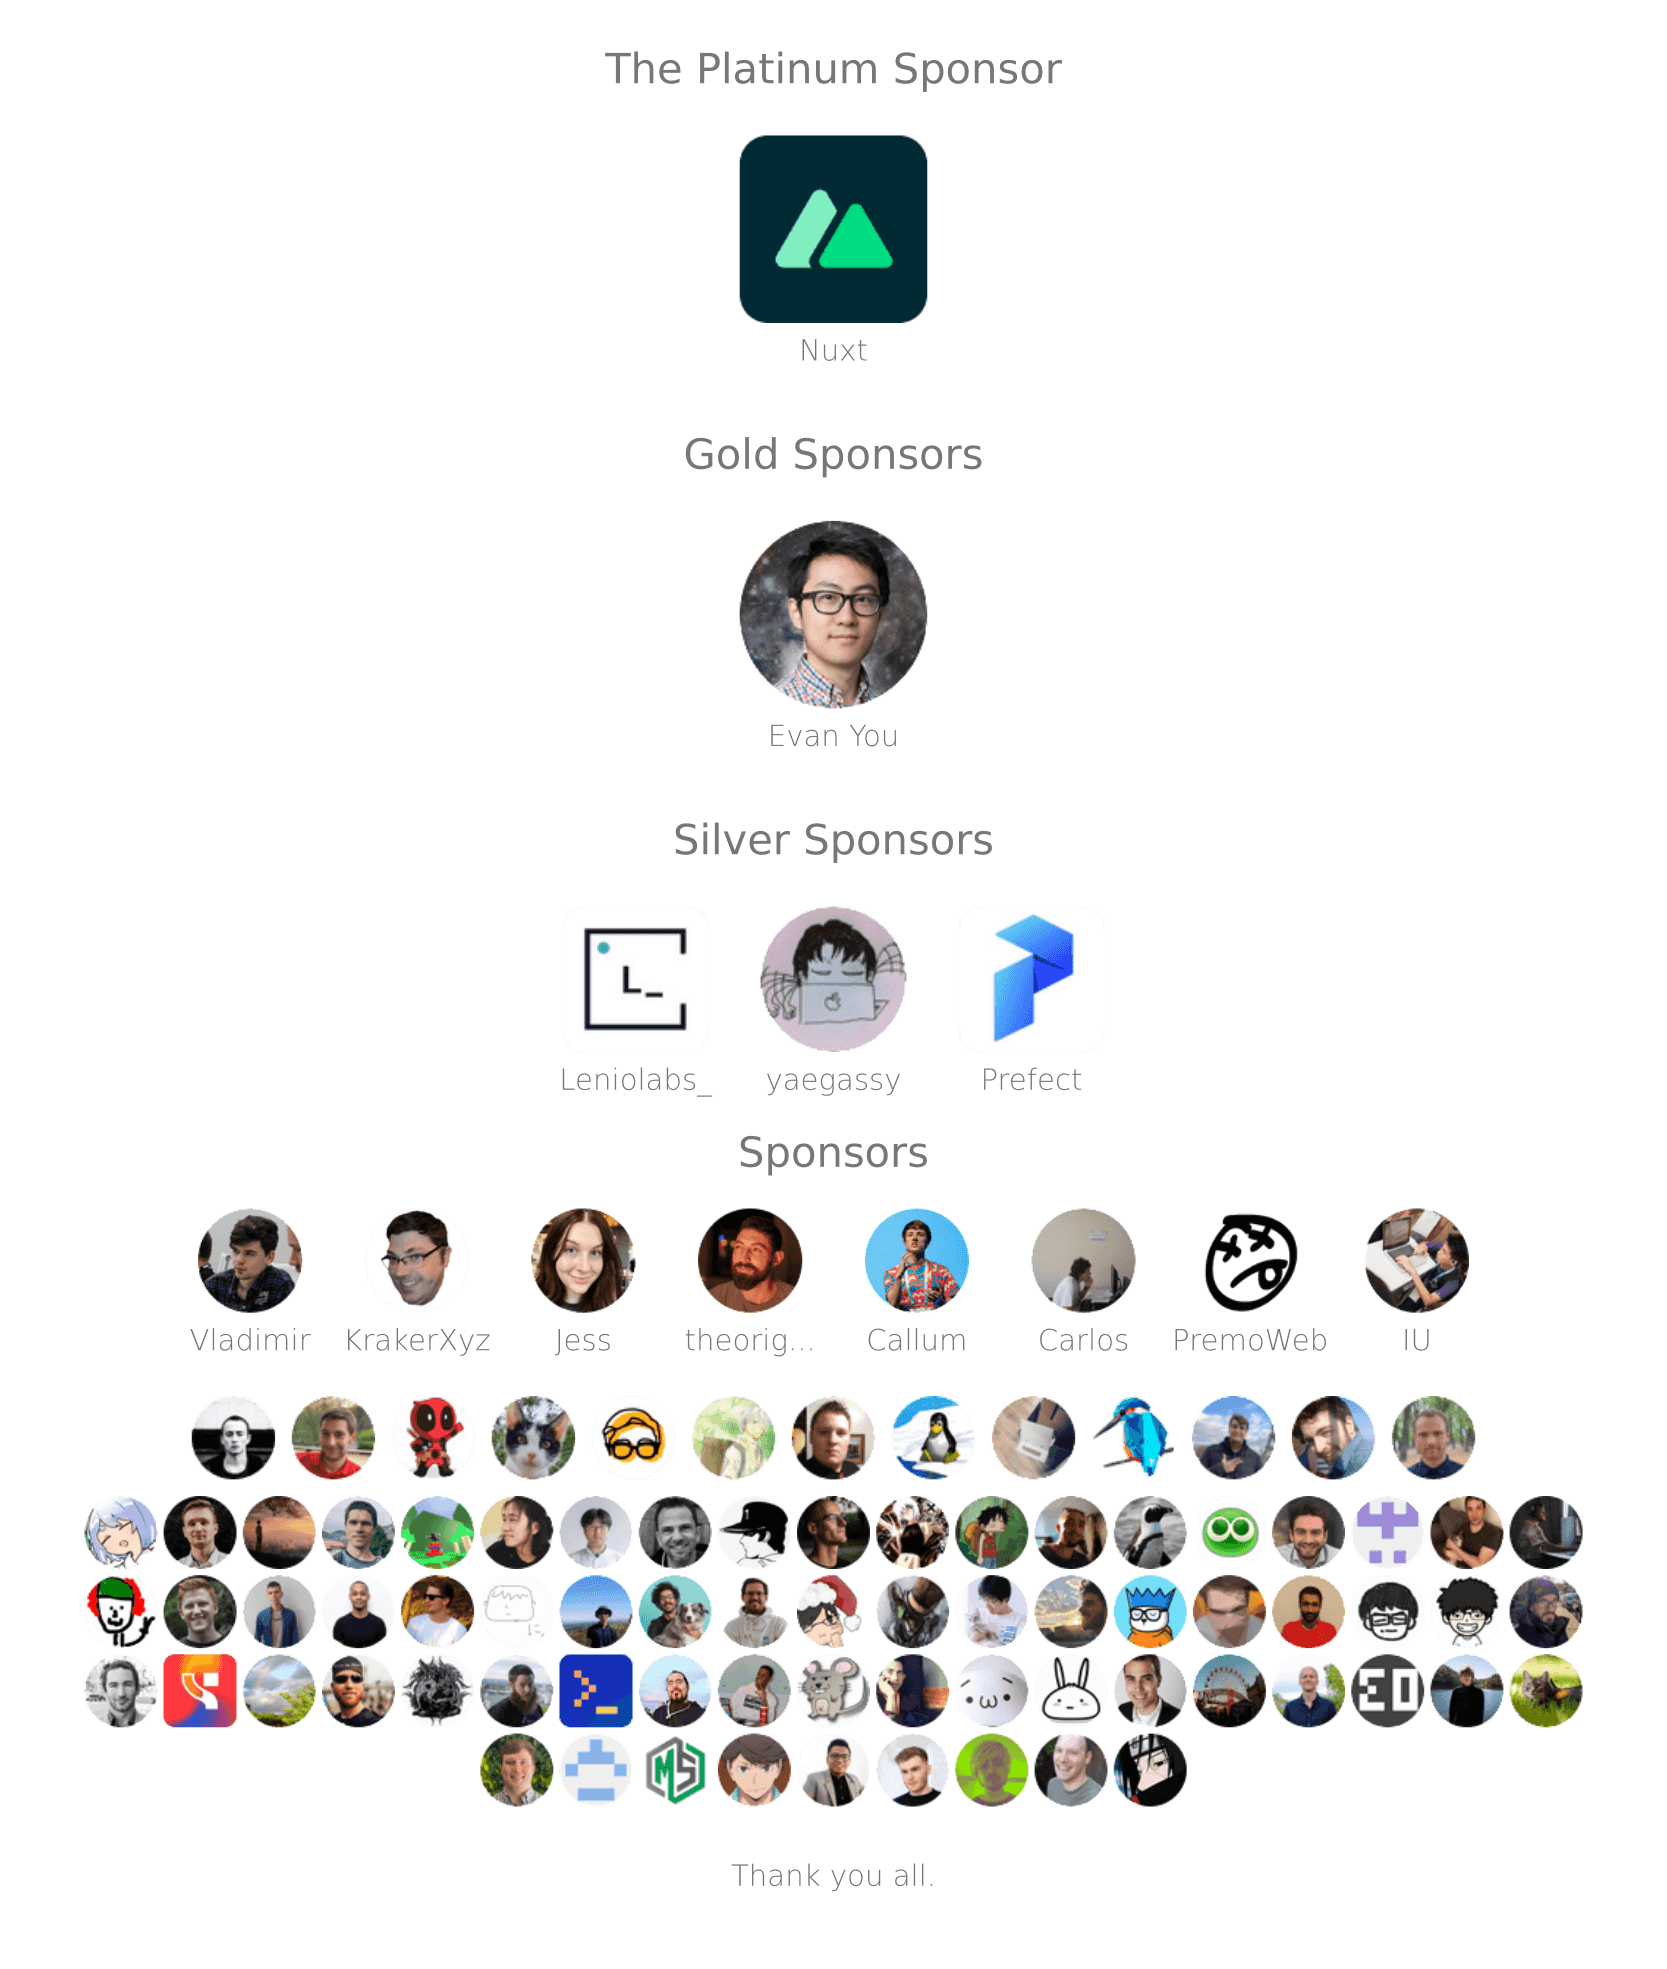 The Platinum Sponsor
Nuxt
Gold Sponsors
Evan You
Silver Sponsors
L_
Leniolabs_ yaegassy Prefect
Sponsors
Vladimir KrakerXyz Jess theorig... Callum Carlos PremoWeb IU
Thank you all.